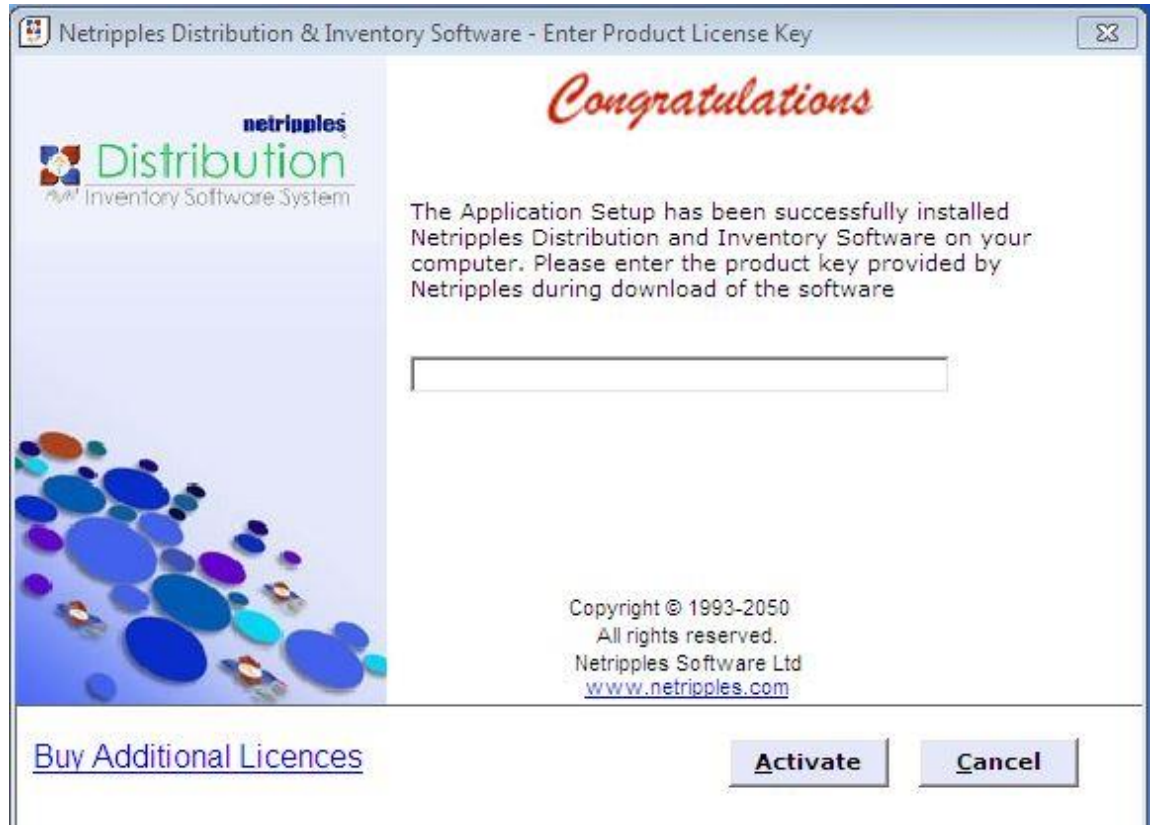 Netripples Distribution & Inventory Software - Enter Product License Key
netripples
Distribution
Inventory Software System
Congratulations
The Application Setup has been successfully installed
Netripples Distribution and Inventory Software on your
computer. Please enter the product key provided by
Netripples during download of the software
Copyright © 1993-2050
All rights reserved.
Netripples Software Ltd
www.netripples.com
Buy Additional Licences
Activate
Cancel